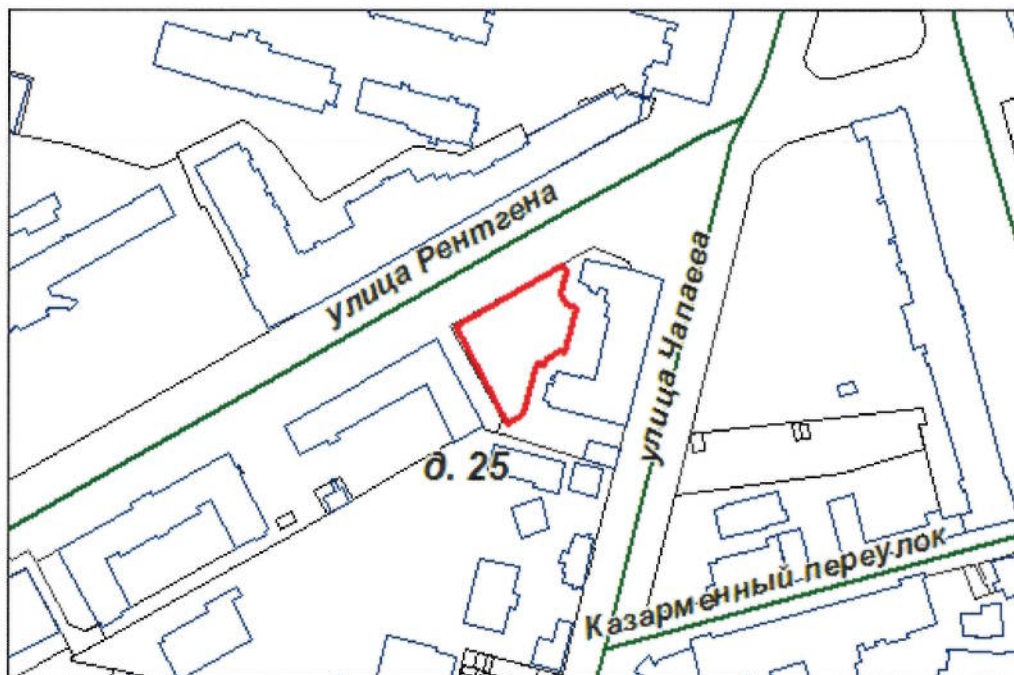 улица Рентгена
улица Чапаева
д. 25
Казарменный переулок